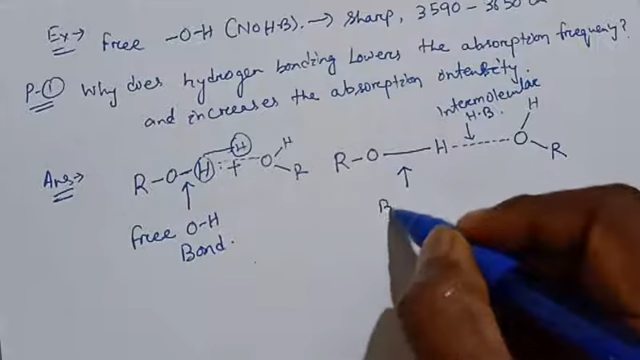 Ex→ Free -O-H (No H.B). → Sharp, 3590 - 3650 cm
P-① Why does hydrogen bonding Lowers the absorption frequency?
and increases the absorption intensity.
Intermolecular
H.B.
Ans→ R-O-H : + H O H R R-O—H-----O H R
Free O-H
Bond.
B